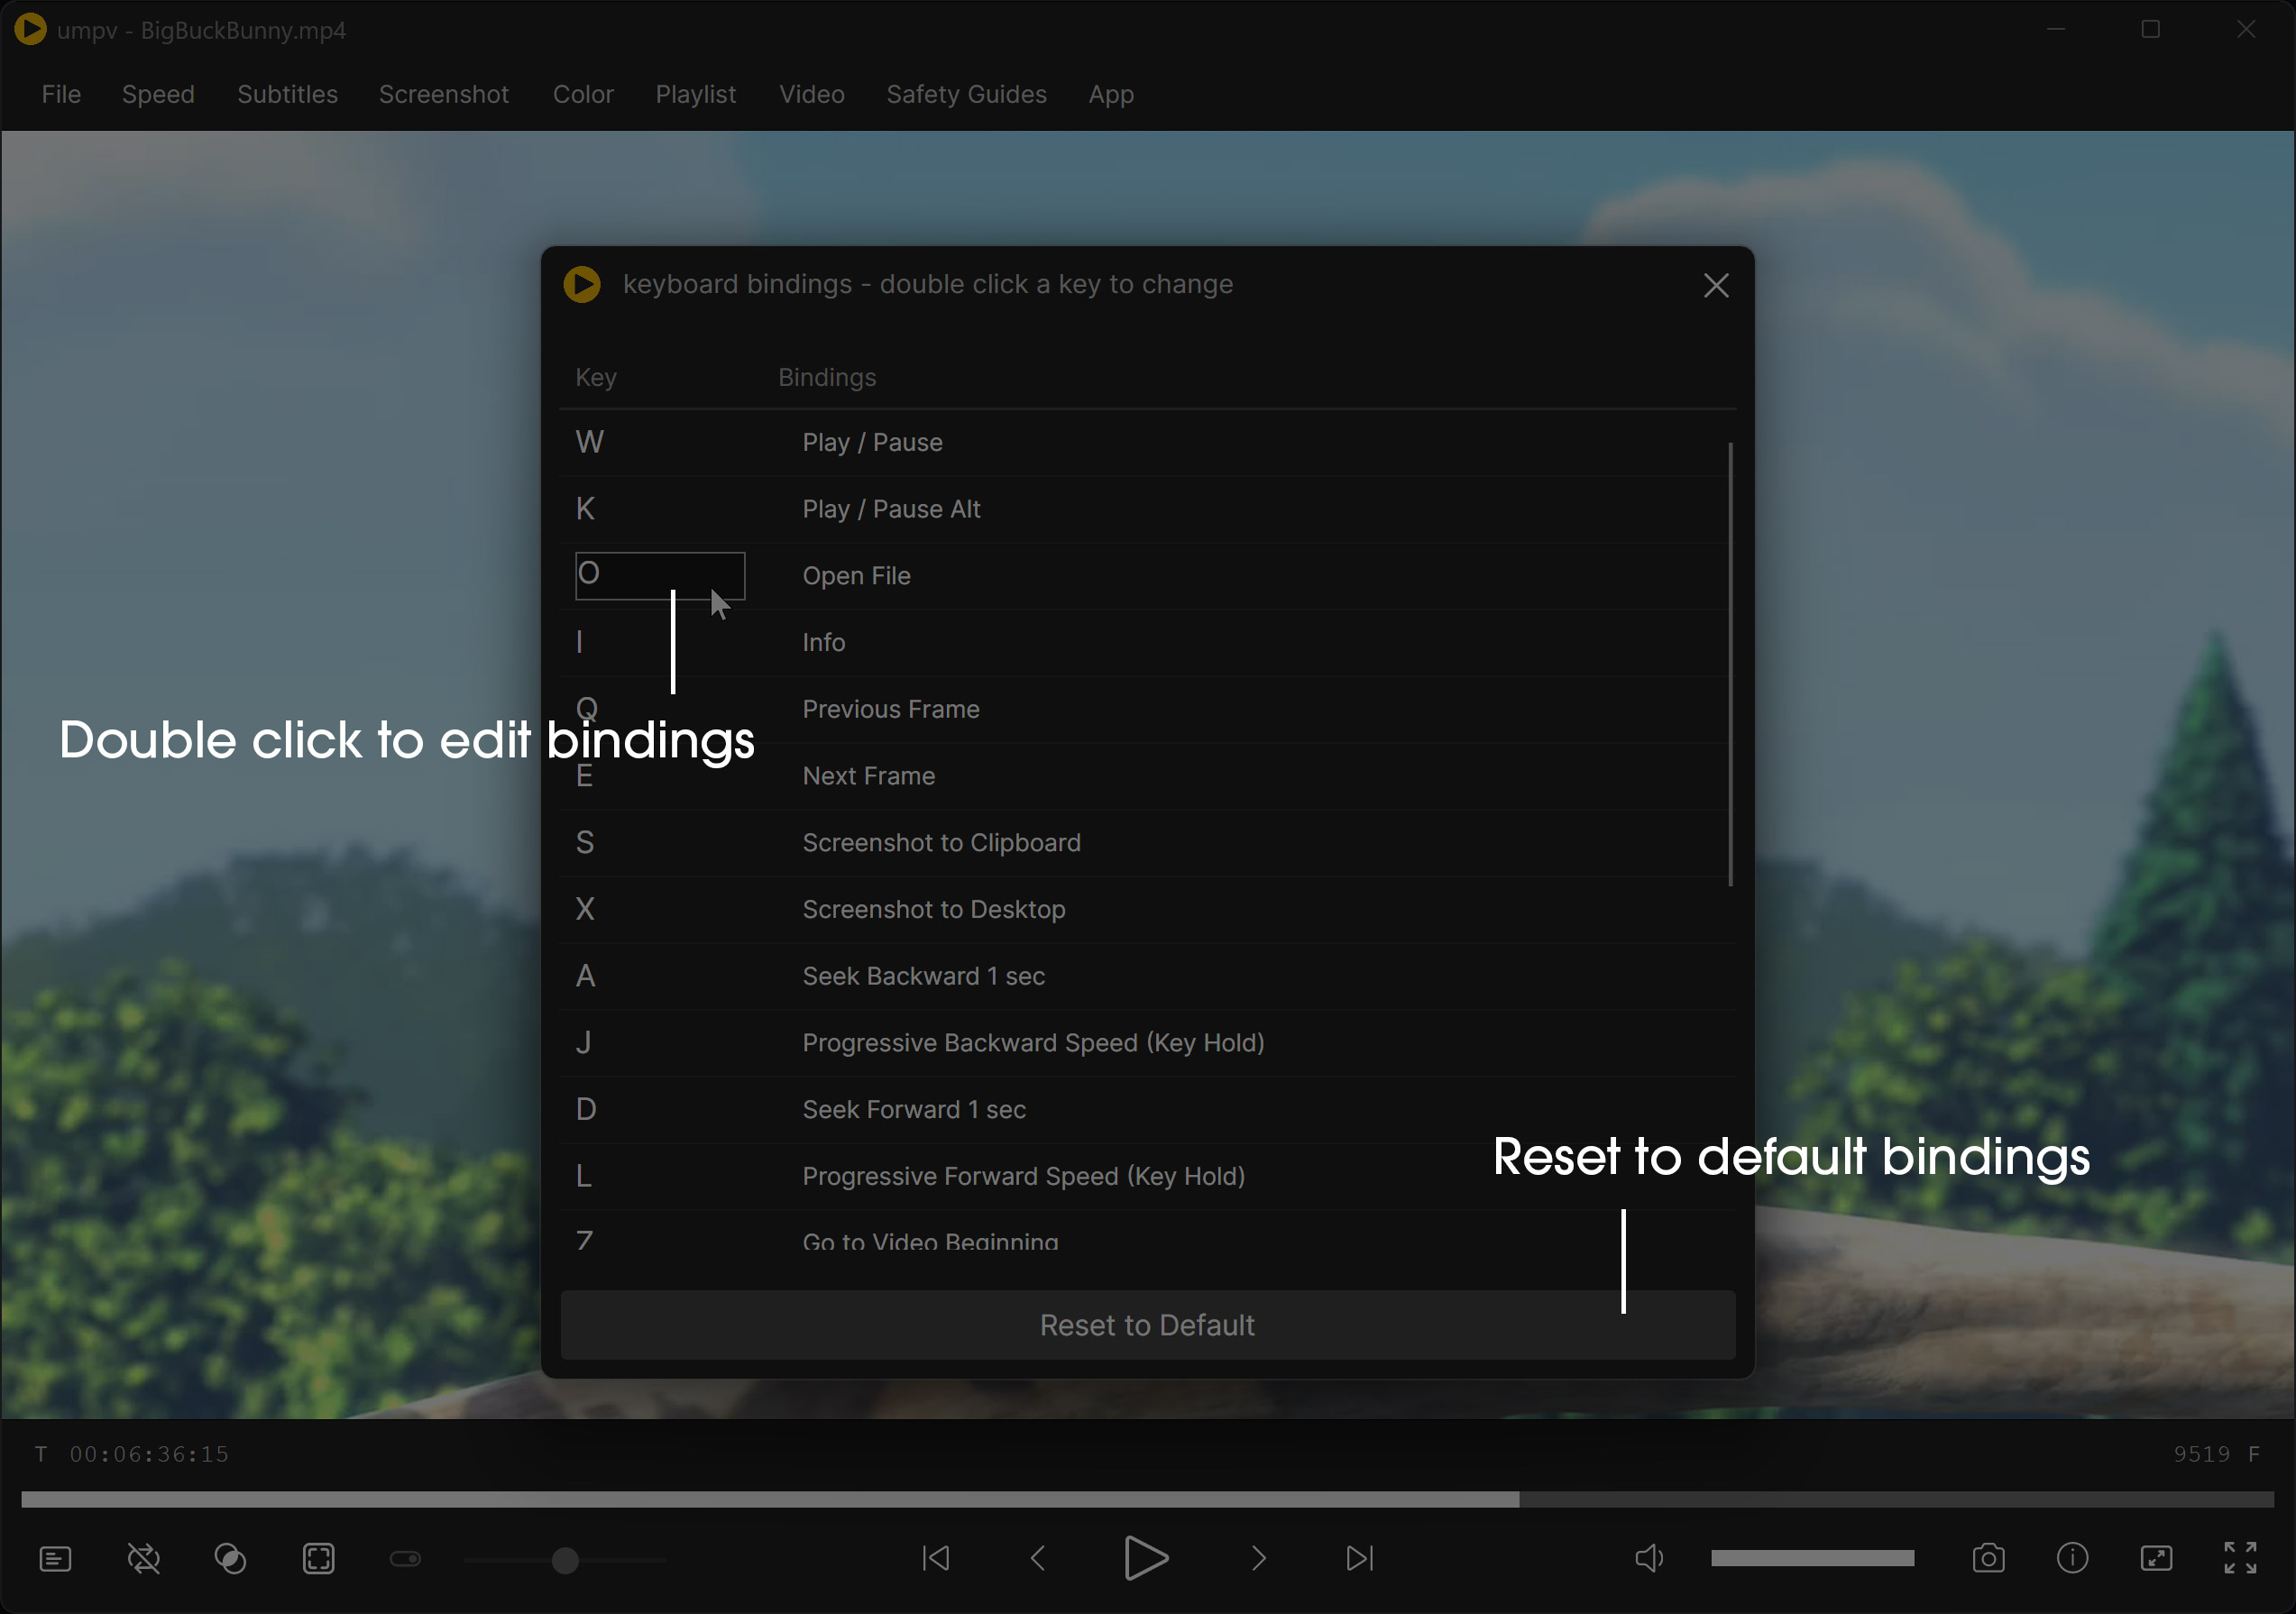 umpv - BigBuckBunny.mp4
File Speed Subtitles Screenshot Color Playlist Video Safety Guides App
keyboard bindings - double click a key to change
Key Bindings
W Play / Pause
K Play / Pause Alt
O Open File
I Info
Q Previous Frame
Double click to edit bindings
E Next Frame
S Screenshot to Clipboard
X Screenshot to Desktop
A Seek Backward 1 sec
J Progressive Backward Speed (Key Hold)
D Seek Forward 1 sec
Reset to default bindings
L Progressive Forward Speed (Key Hold)
7 Go to Video Beginning
Reset to Default
T 00:06:36:15 9519 F